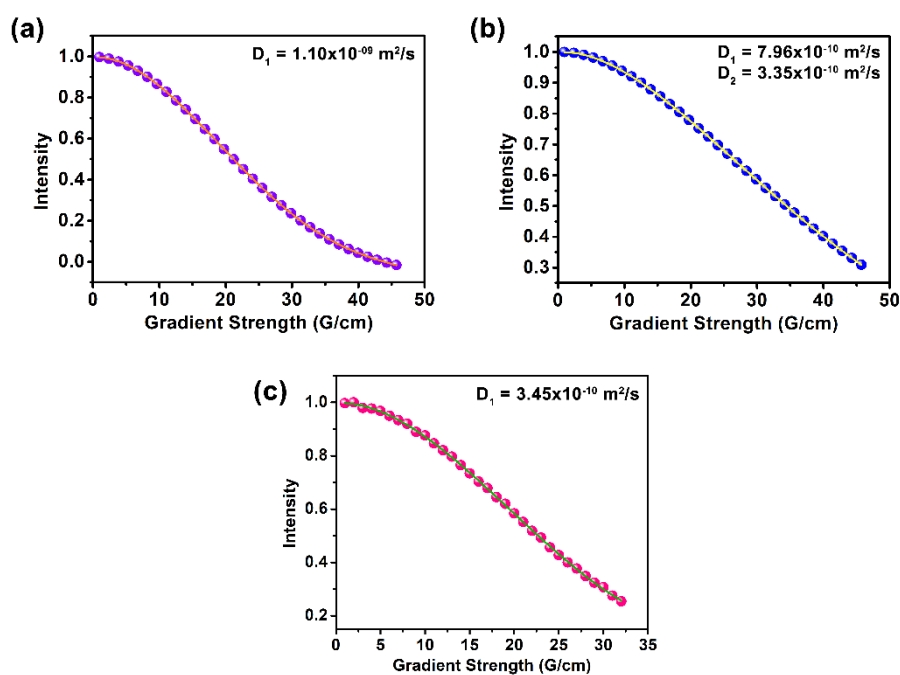 (a)
D₁ = 1.10x10⁻⁰⁹ m²/s
1.0
0.8
0.6
0.4
0.2
0.0
Intensity
0 10 20 30 40 50
Gradient Strength (G/cm)
(b)
D₁ = 7.96x10⁻¹⁰ m²/s
D₂ = 3.35x10⁻¹⁰ m²/s
1.0
0.9
0.8
0.7
0.6
0.5
0.4
0.3
Intensity
0 10 20 30 40 50
Gradient Strength (G/cm)
(c)
D₁ = 3.45x10⁻¹⁰ m²/s
1.0
0.8
0.6
0.4
0.2
Intensity
0 5 10 15 20 25 30 35
Gradient Strength (G/cm)